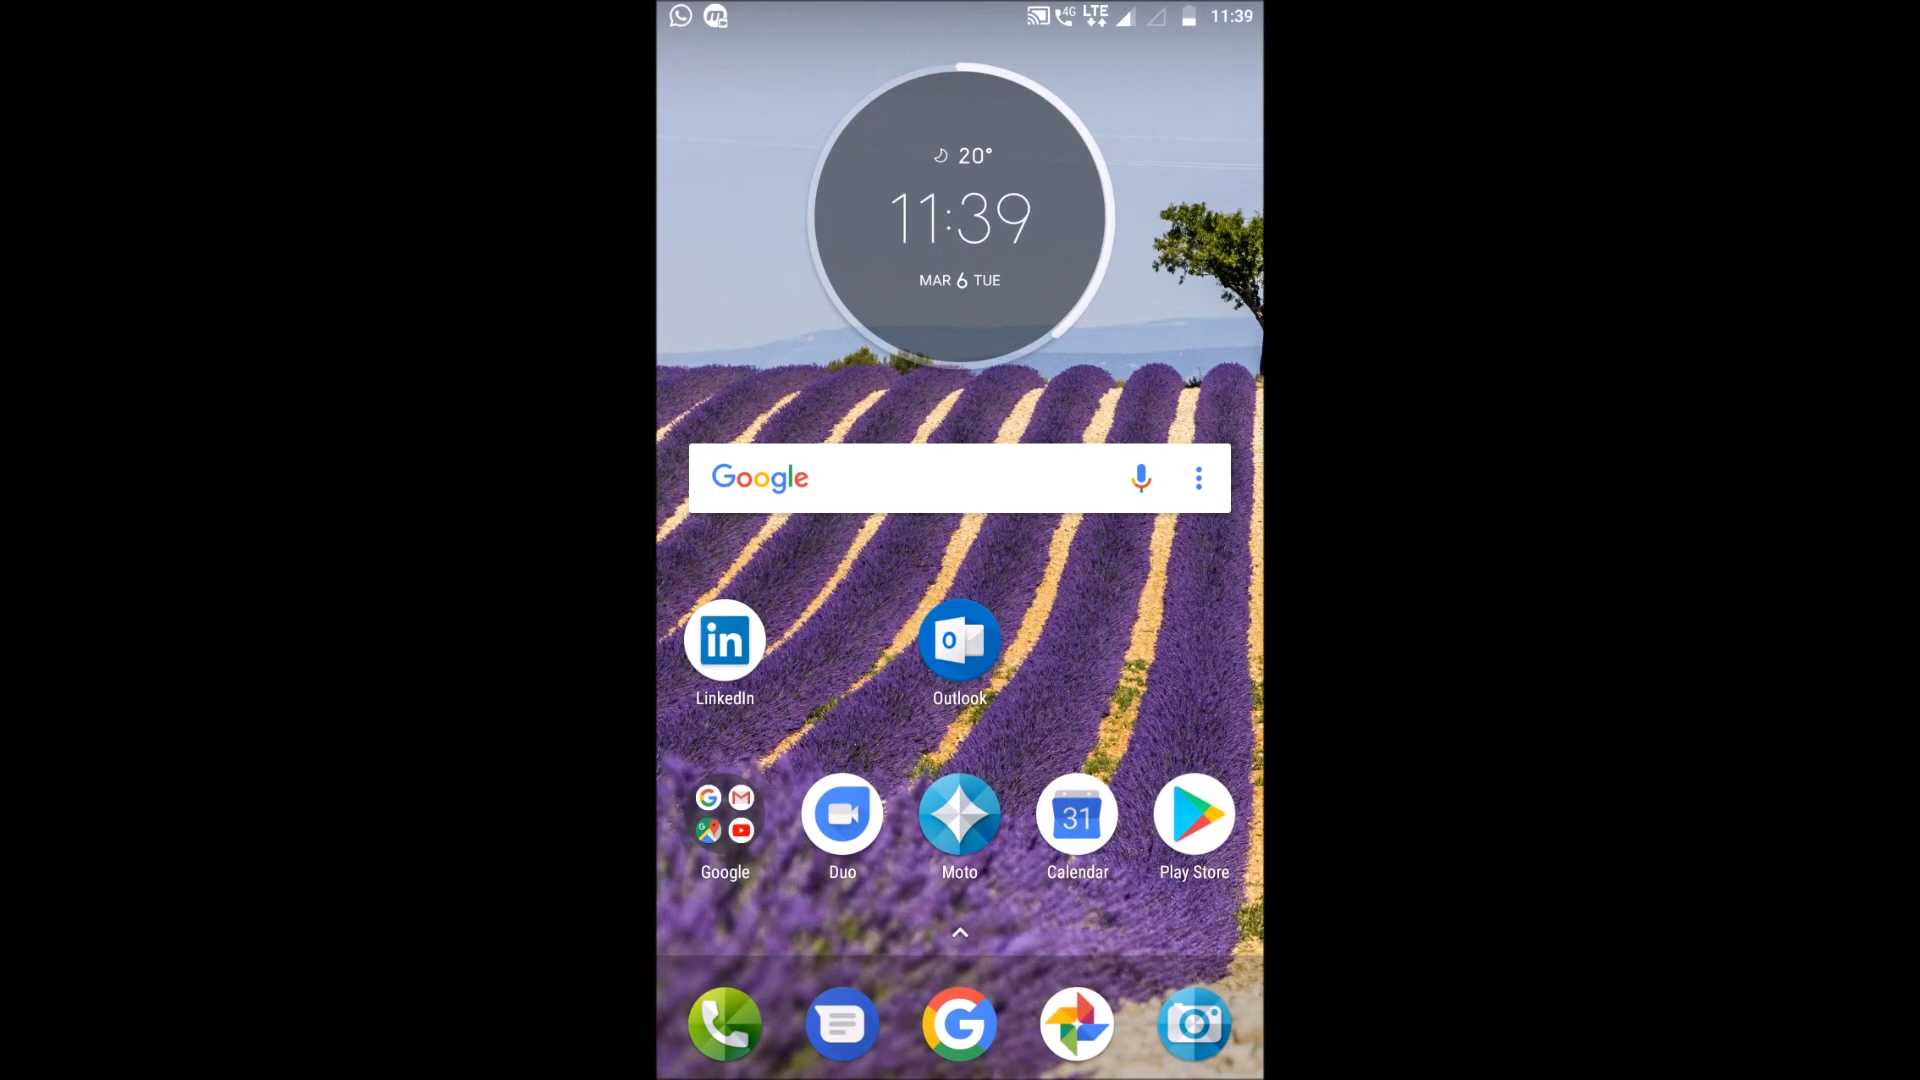 4G LTE 11:39
20°
11:39
MAR 6 TUE
Google
LinkedIn
Outlook
31
Google
Duo
Moto
Calendar
Play Store